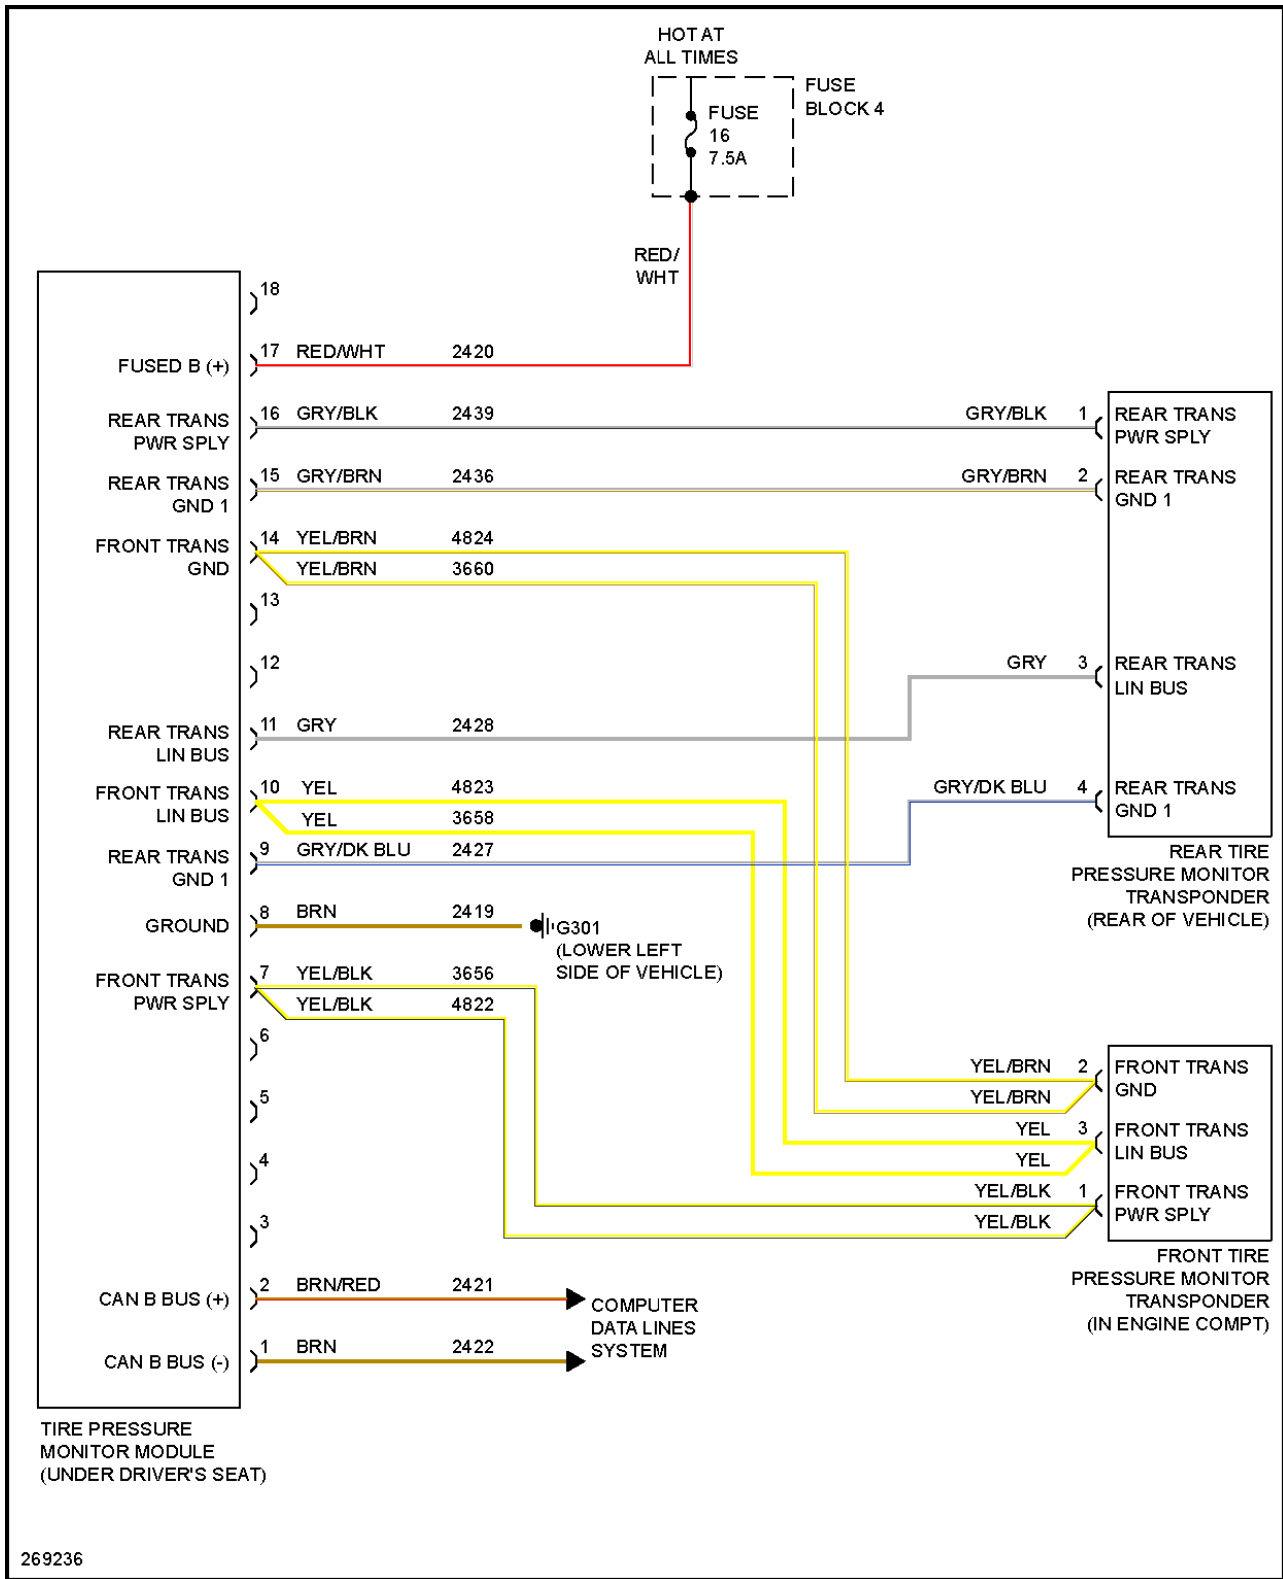 HOT AT
ALL TIMES
FUSE
BLOCK 4
FUSE
16
7.5A
RED/
WHT
18
FUSED B (+)
17 RED/WHT 2420
REAR TRANS
PWR SPLY
16 GRY/BLK 2439
GRY/BLK 1
REAR TRANS
PWR SPLY
REAR TRANS
GND 1
15 GRY/BRN 2436
GRY/BRN 2
REAR TRANS
GND 1
FRONT TRANS
GND
14 YEL/BRN 4824
YEL/BRN 3660
13
12
GRY 3
REAR TRANS
LIN BUS
REAR TRANS
LIN BUS
11 GRY 2428
FRONT TRANS
LIN BUS
10 YEL 4823
YEL 3658
GRY/DK BLU 4
REAR TRANS
GND 1
REAR TRANS
GND 1
9 GRY/DK BLU 2427
REAR TIRE
PRESSURE MONITOR
TRANSPONDER
(REAR OF VEHICLE)
GROUND
8 BRN 2419
G301
(LOWER LEFT
SIDE OF VEHICLE)
FRONT TRANS
PWR SPLY
7 YEL/BLK 3656
YEL/BLK 4822
6
5
4
3
YEL/BRN 2
YEL/BRN
FRONT TRANS
GND
YEL 3
YEL
FRONT TRANS
LIN BUS
YEL/BLK 1
YEL/BLK
FRONT TRANS
PWR SPLY
FRONT TIRE
PRESSURE MONITOR
TRANSPONDER
(IN ENGINE COMPT)
CAN B BUS (+)
2 BRN/RED 2421
CAN B BUS (-)
1 BRN 2422
COMPUTER
DATA LINES
SYSTEM
TIRE PRESSURE
MONITOR MODULE
(UNDER DRIVER'S SEAT)
269236